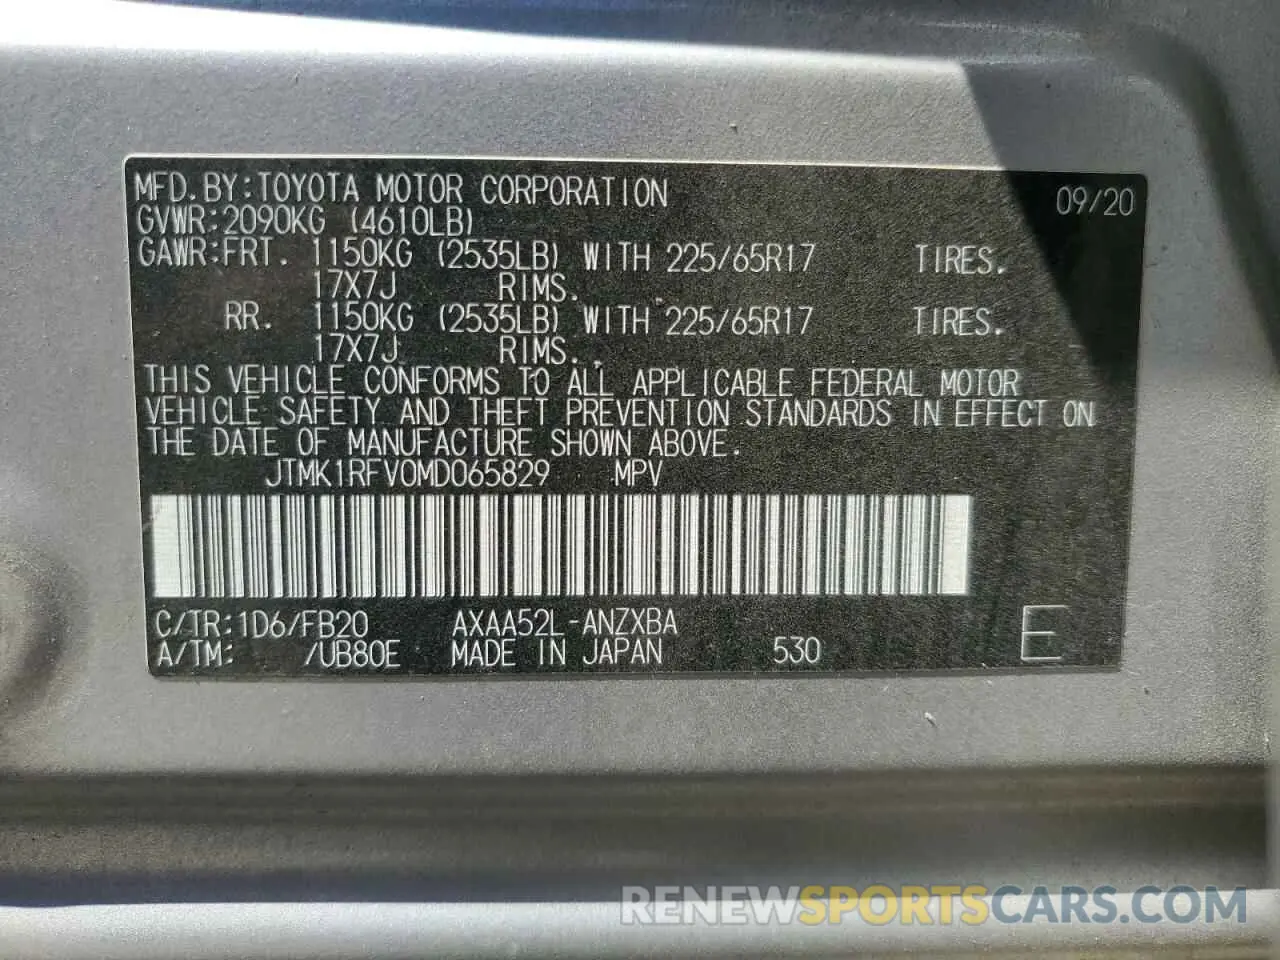 MFD.BY:TOYOTA MOTOR CORPORATION 09/20
GVWR:2090KG (4610LB)
GAWR:FRT. 1150KG (2535LB) WITH 225/65R17 TIRES.
17X7J RIMS.
RR. 1150KG (2535LB) WITH 225/65R17 TIRES.
17X7J RIMS.
THIS VEHICLE CONFORMS TO ALL APPLICABLE FEDERAL MOTOR
VEHICLE SAFETY AND THEFT PREVENTION STANDARDS IN EFFECT ON
THE DATE OF MANUFACTURE SHOWN ABOVE.
JTMK1RFV0MD065829 MPV
C/TR:1D6/FB20 AXAA52L-ANZXBA
A/TM: /UB80E MADE IN JAPAN 530 E
RENEWSPORTSCARS.COM